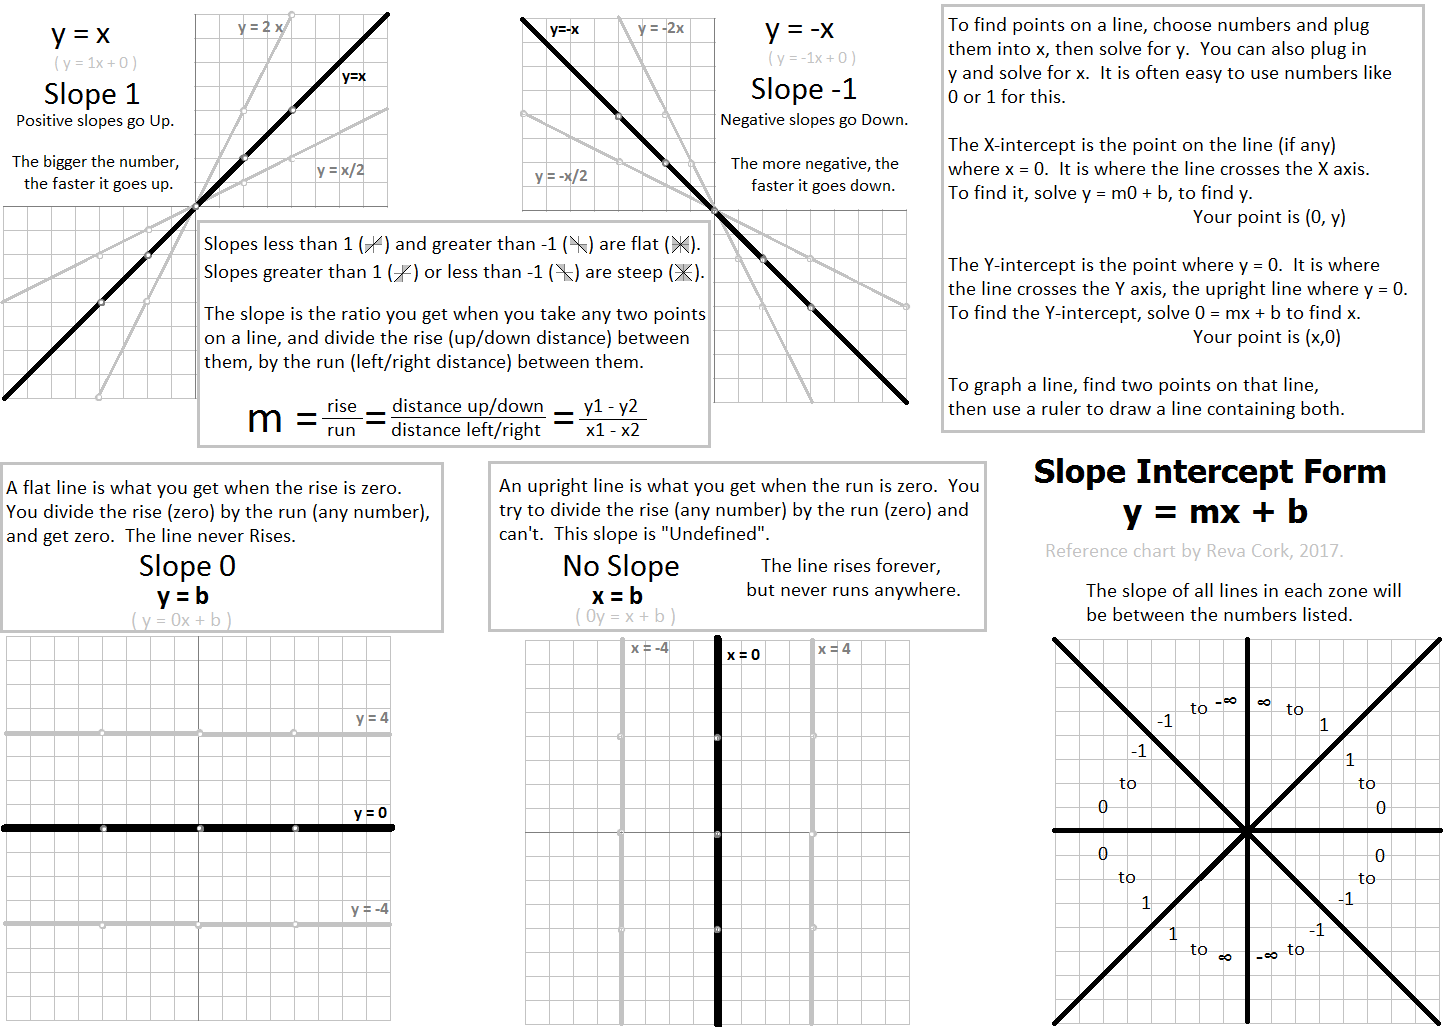 y = x
( y = 1x + 0 )
Slope 1
Positive slopes go Up.
The bigger the number,
the faster it goes up.
y = 2 x
y=x
y = x/2
y=-x
y = -2x
y = -x/2
y = -x
( y = -1x + 0 )
Slope -1
Negative slopes go Down.
The more negative, the
faster it goes down.
Slopes less than 1 ( ) and greater than -1 ( ) are flat ( ).
Slopes greater than 1 ( ) or less than -1 ( ) are steep ( ).
The slope is the ratio you get when you take any two points
on a line, and divide the rise (up/down distance) between
them, by the run (left/right distance) between them.
m = rise/run = distance up/down / distance left/right = y1 - y2 / x1 - x2
To find points on a line, choose numbers and plug
them into x, then solve for y. You can also plug in
y and solve for x. It is often easy to use numbers like
0 or 1 for this.
The X-intercept is the point on the line (if any)
where x = 0. It is where the line crosses the X axis.
To find it, solve y = m0 + b, to find y.
Your point is (0, y)
The Y-intercept is the point where y = 0. It is where
the line crosses the Y axis, the upright line where y = 0.
To find the Y-intercept, solve 0 = mx + b to find x.
Your point is (x,0)
To graph a line, find two points on that line,
then use a ruler to draw a line containing both.
A flat line is what you get when the rise is zero.
You divide the rise (zero) by the run (any number),
and get zero. The line never Rises.
Slope 0
y = b
( y = 0x + b )
y = 4
y = 0
y = -4
An upright line is what you get when the run is zero. You
try to divide the rise (any number) by the run (zero) and
can't. This slope is "Undefined".
No Slope
x = b
( 0y = x + b )
The line rises forever,
but never runs anywhere.
x = -4
x = 0
x = 4
Slope Intercept Form
y = mx + b
Reference chart by Reva Cork, 2017.
The slope of all lines in each zone will
be between the numbers listed.
-1 to -∞
∞ to 1
-1 to 0
1 to 0
0 to 1
0 to -1
1 to ∞
-∞ to -1